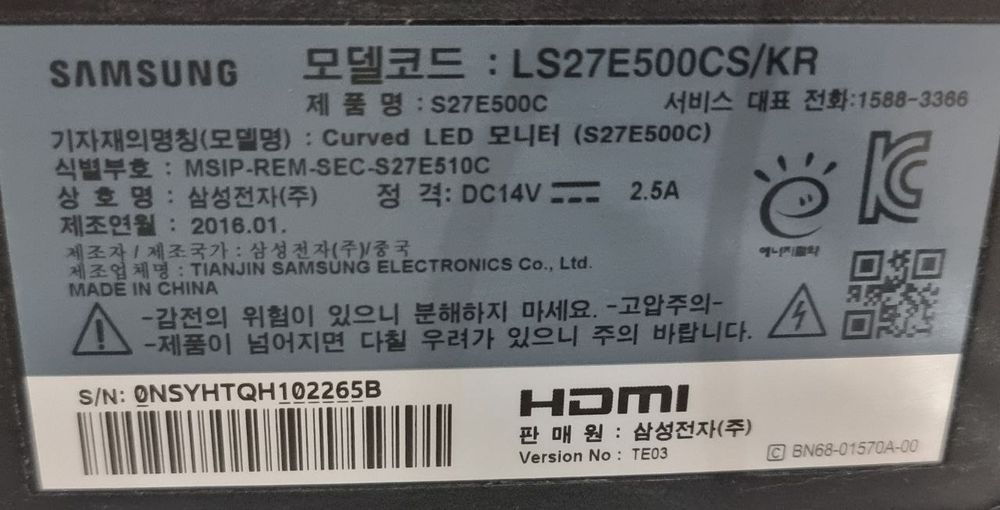 SAMSUNG 모델코드 : LS27E500CS/KR
제 품 명 : S27E500C 서비스 대표 전화:1588-3366
기자재의명칭(모델명) : Curved LED 모니터 (S27E500C)
식별부호 : MSIP-REM-SEC-S27E510C
상 호 명 : 삼성전자(주) 정 격: DC14V 2.5A
제조연월 : 2016.01.
제조자 / 제조국가 : 삼성전자(주)/중국
제조업체명 : TIANJIN SAMSUNG ELECTRONICS Co., Ltd.
MADE IN CHINA
에너지절약
KC
-감전의 위험이 있으니 분해하지 마세요. -고압주의-
-제품이 넘어지면 다칠 우려가 있으니 주의 바랍니다.
S/N: 0NSYHTQH102265B
HDMI
판 매 원 : 삼성전자(주)
Version No : TE03
C BN68-01570A-00